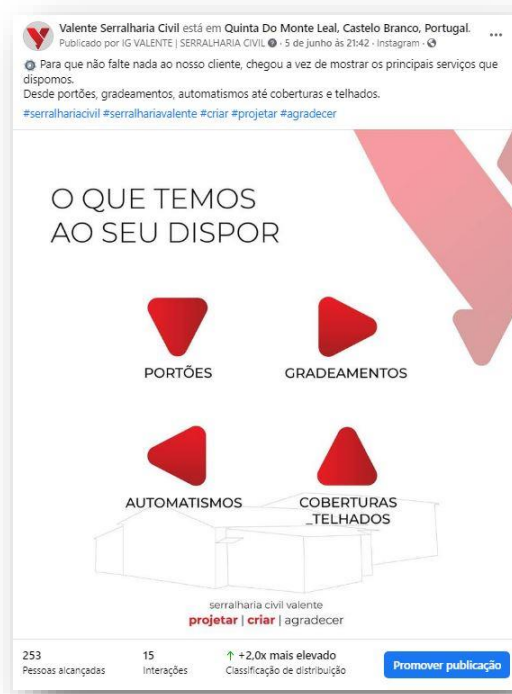 Valente Serralharia Civil está em Quinta Do Monte Leal, Castelo Branco, Portugal.
Publicado por IG VALENTE | SERRALHARIA CIVIL · 5 de junho às 21:42 · Instagram ·
Para que não falte nada ao nosso cliente, chegou a vez de mostrar os principais serviços que
dispomos.
Desde portões, gradeamentos, automatismos até coberturas e telhados.
#serralhariacivil #serralhariavalente #criar #projetar #agradecer
O QUE TEMOS
AO SEU DISPOR
PORTÕES
GRADEAMENTOS
AUTOMATISMOS
COBERTURAS
_TELHADOS
serralharia civil valente
projetar | criar | agradecer
253
Pessoas alcançadas
15
Interações
+2,0x mais elevado
Classificação de distribuição
Promover publicação